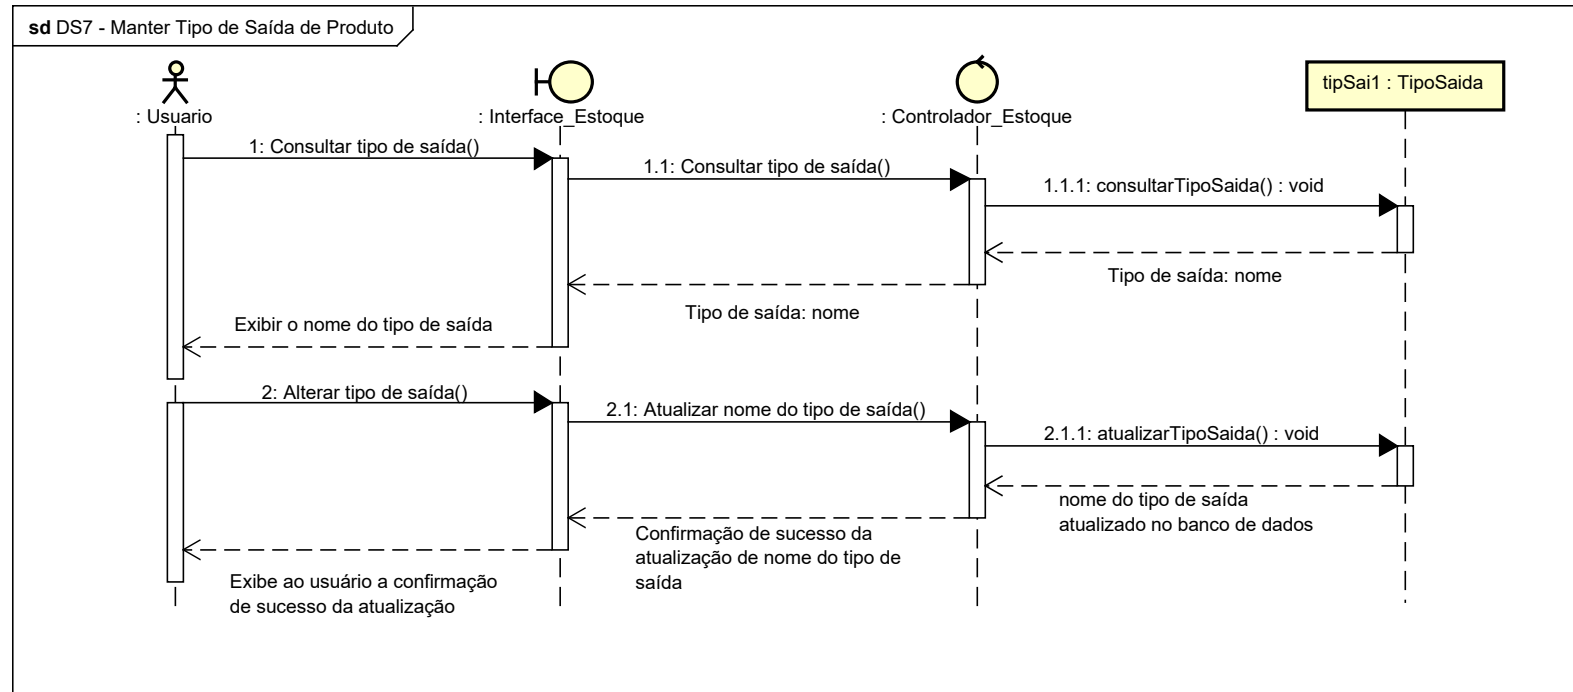 sd DS7 - Manter Tipo de Saída de Produto
: Usuario
: Interface_Estoque
: Controlador_Estoque
tipSai1 : TipoSaida
1: Consultar tipo de saída()
1.1: Consultar tipo de saída()
1.1.1: consultarTipoSaida() : void
Tipo de saída: nome
Tipo de saída: nome
Exibir o nome do tipo de saída
2: Alterar tipo de saída()
2.1: Atualizar nome do tipo de saída()
2.1.1: atualizarTipoSaida() : void
nome do tipo de saída
atualizado no banco de dados
Confirmação de sucesso da
atualização de nome do tipo de
saída
Exibe ao usuário a confirmação
de sucesso da atualização